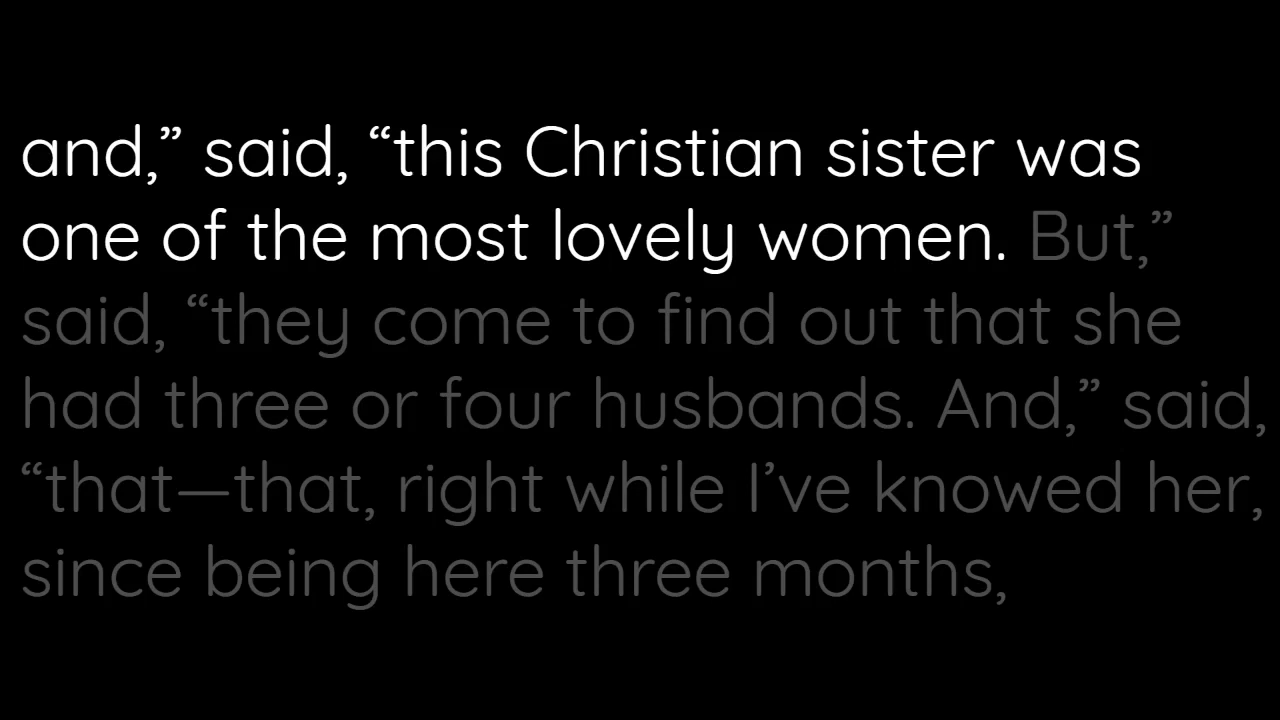 and,” said, “this Christian sister was
one of the most lovely women. But,”
said, “they come to find out that she
had three or four husbands. And,” said,
“that—that, right while I’ve knowed her,
since being here three months,